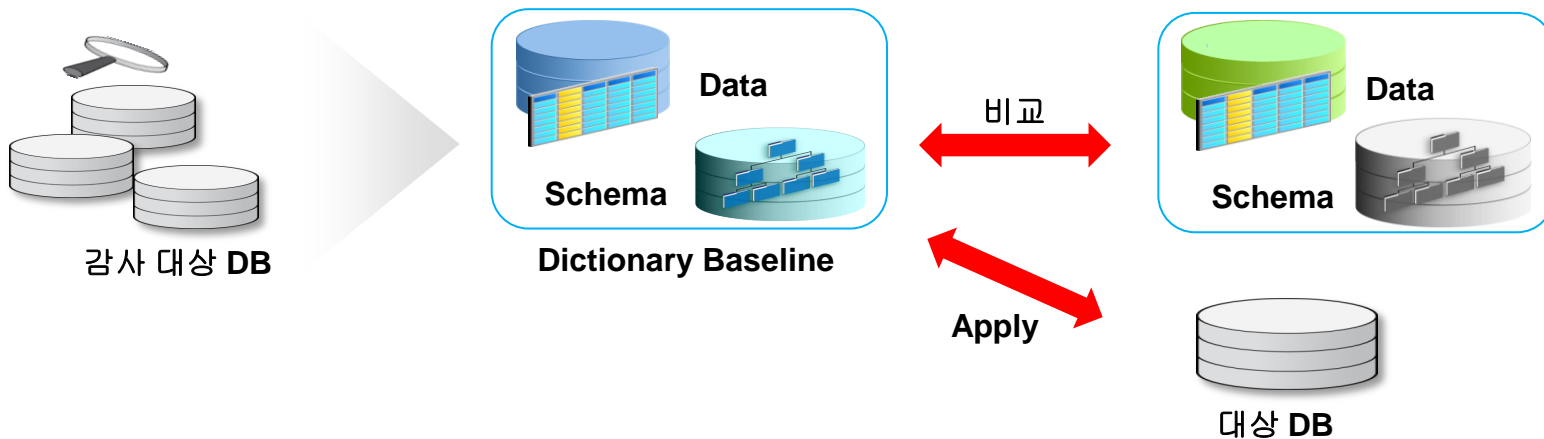 감사 대상 DB
Data
Schema
Dictionary Baseline
비교
Apply
Data
Schema
대상 DB